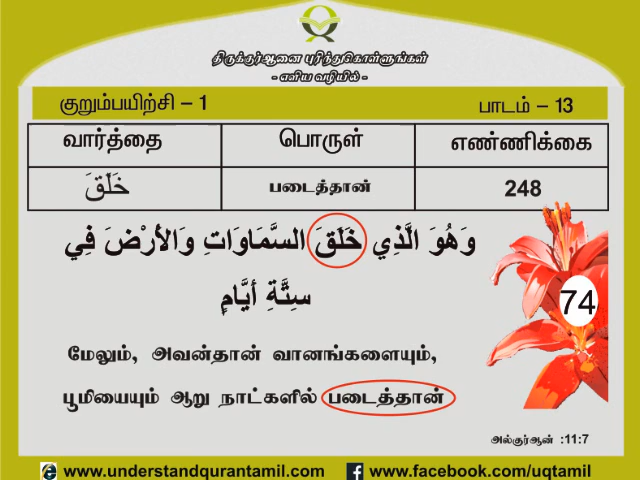 திருக்குர்ஆனை புரிந்துகொள்ளுங்கள்
- எளிய வழியில் -
குறும்பயிற்சி – 1 பாடம் – 13
வார்த்தை பொருள் எண்ணிக்கை
خَلَقَ படைத்தான் 248
وَهُوَ الَّذِي خَلَقَ السَّمَاوَاتِ وَالأَرْضَ فِي
سِتَّةِ أَيَّامٍ
74
மேலும், அவன்தான் வானங்களையும்,
பூமியையும் ஆறு நாட்களில் படைத்தான்
அல்குர்ஆன் :11:7
www.understandqurantamil.com www.facebook.com/uqtamil